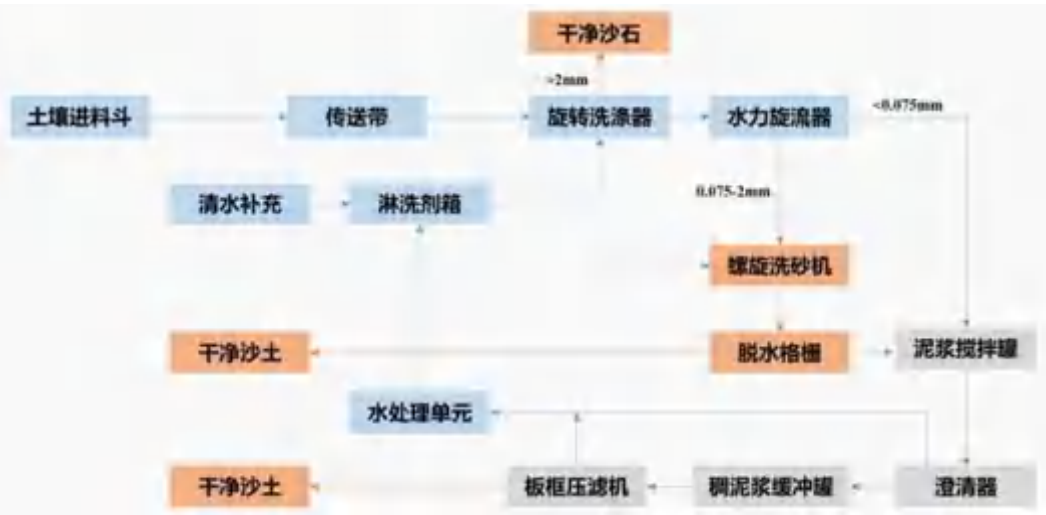 干净沙石
>2mm
土壤进料斗
传送带
旋转洗涤器
水力旋流器
<0.075mm
清水补充
淋洗剂箱
0.075-2mm
螺旋洗砂机
干净沙土
脱水格栅
泥浆搅拌罐
水处理单元
干净沙土
板框压滤机
稠泥浆缓冲罐
澄清器